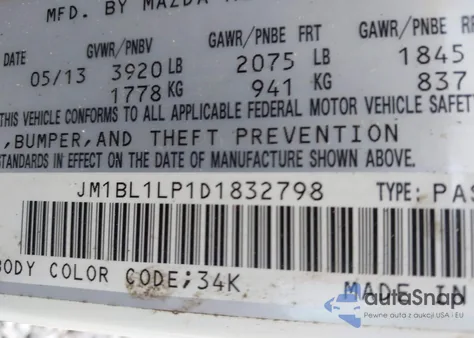 MFD. BY MAZDA
DATE GVWR/PNBV GAWR/PNBE FRT GAWR/PNBE R
05/13 3920 LB 2075 LB 1845
1778 KG 941 KG 837
THIS VEHICLE CONFORMS TO ALL APPLICABLE FEDERAL MOTOR VEHICLE SAFET
,BUMPER,AND THEFT PREVENTION
STANDARDS IN EFFECT ON THE DATE OF MANUFACTURE SHOWN ABOVE.
JM1BL1LP1D1832798 TYPE:PAS
BODY COLOR CODE;34K MADE IN
autoSnap
Pewne auta z aukcji USA i EU